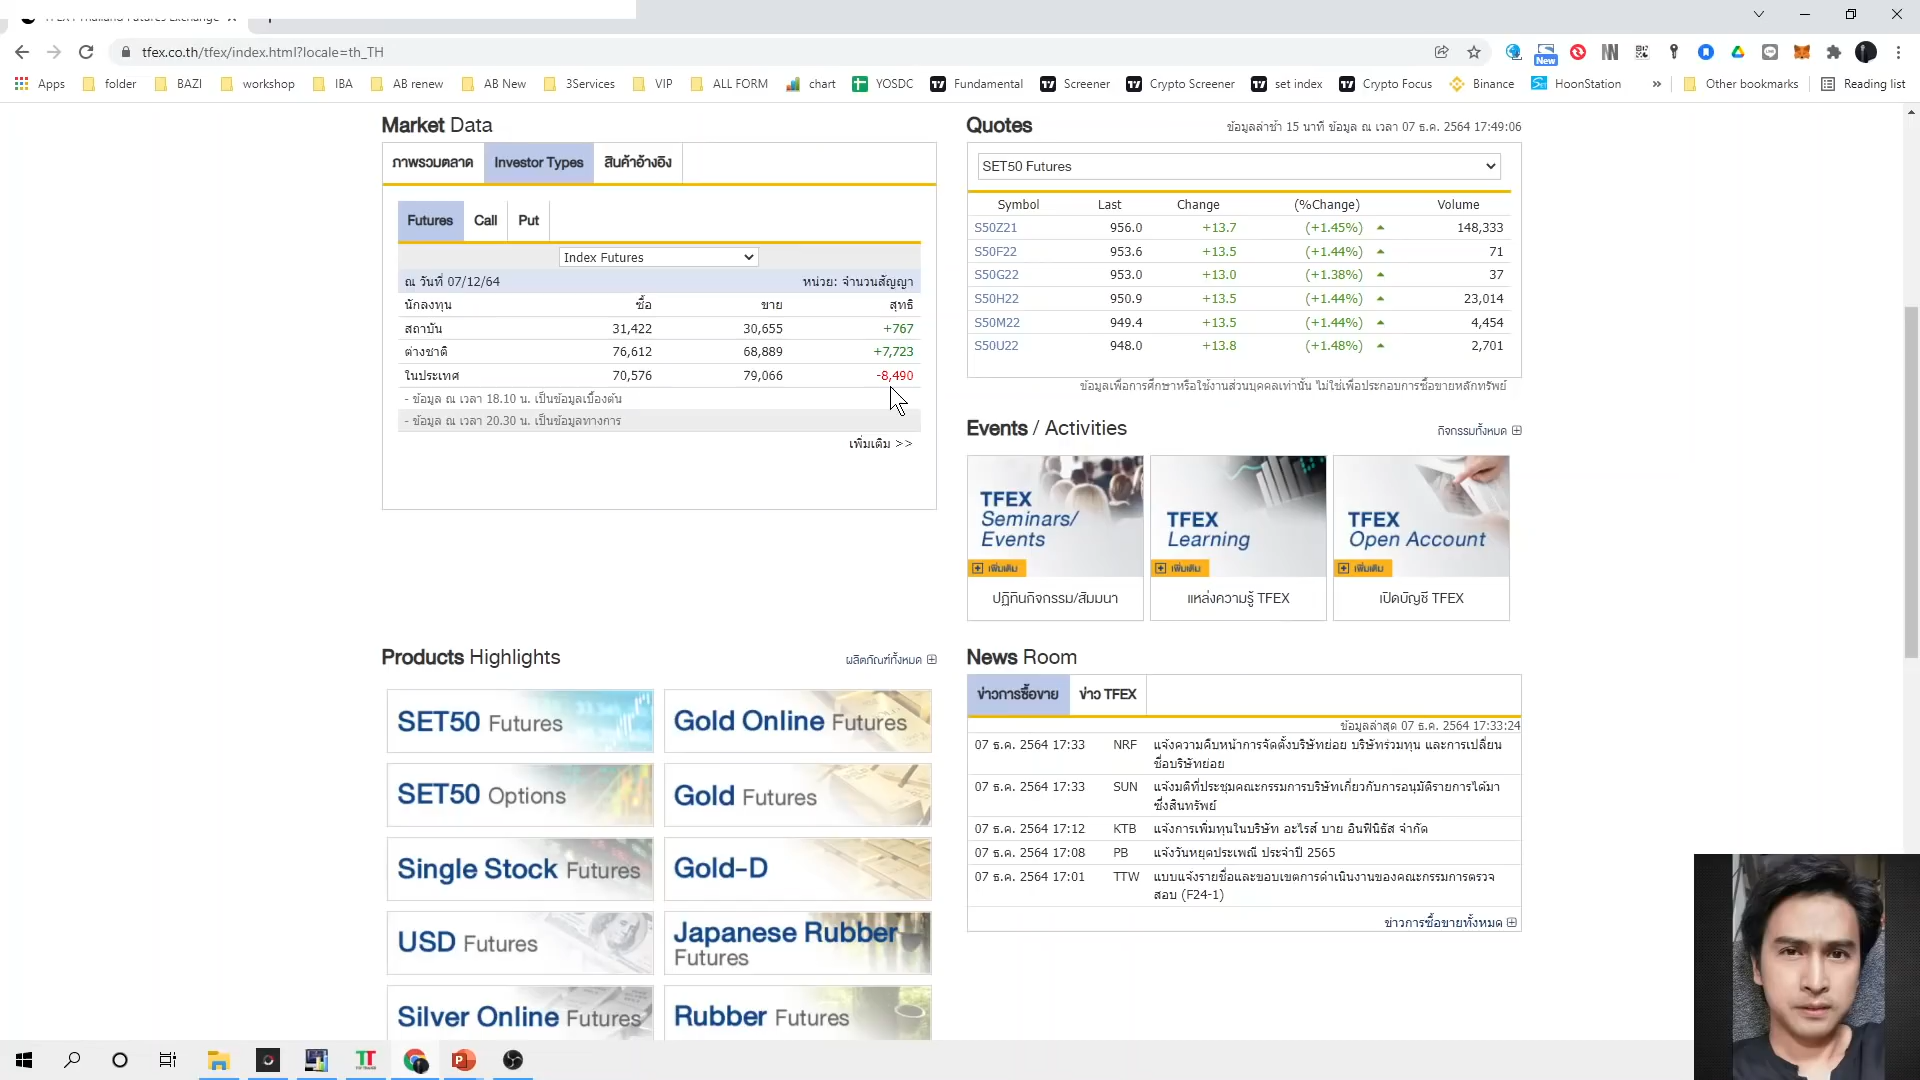 tfex.co.th/tfex/index.html?locale=th_TH
New
Apps folder BAZI workshop IBA AB renew AB New 3Services VIP ALL FORM chart YOSDC Fundamental Screener Crypto Screener set index Crypto Focus Binance HoonStation » Other bookmarks Reading list
Market Data
ภาพรวมตลาด Investor Types สินค้าอ้างอิง
Futures Call Put
Index Futures
ณ วันที่ 07/12/64 หน่วย: จำนวนสัญญา
นักลงทุน ซื้อ ขาย สุทธิ
สถาบัน 31,422 30,655 +767
ต่างชาติ 76,612 68,889 +7,723
ในประเทศ 70,576 79,066 -8,490
- ข้อมูล ณ เวลา 18.10 น. เป็นข้อมูลเบื้องต้น
- ข้อมูล ณ เวลา 20.30 น. เป็นข้อมูลทางการ
เพิ่มเติม >>
Quotes ข้อมูลล่าช้า 15 นาที ข้อมูล ณ เวลา 07 ธ.ค. 2564 17:49:06
SET50 Futures
Symbol Last Change (%Change) Volume
S50Z21 956.0 +13.7 (+1.45%) 148,333
S50F22 953.6 +13.5 (+1.44%) 71
S50G22 953.0 +13.0 (+1.38%) 37
S50H22 950.9 +13.5 (+1.44%) 23,014
S50M22 949.4 +13.5 (+1.44%) 4,454
S50U22 948.0 +13.8 (+1.48%) 2,701
ข้อมูลเพื่อการศึกษาหรือใช้งานส่วนบุคคลเท่านั้น ไม่ใช่เพื่อประกอบการซื้อขายหลักทรัพย์
Events / Activities กิจกรรมทั้งหมด
TFEX
Seminars/
Events
เพิ่มเติม
ปฏิทินกิจกรรม/สัมมนา
TFEX
Learning
เพิ่มเติม
แหล่งความรู้ TFEX
TFEX
Open Account
เพิ่มเติม
เปิดบัญชี TFEX
Products Highlights ผลิตภัณฑ์ทั้งหมด
SET50 Futures
Gold Online Futures
SET50 Options
Gold Futures
Single Stock Futures
Gold-D
USD Futures
Japanese Rubber
Futures
Silver Online Futures
Rubber Futures
News Room
ข่าวการซื้อขาย ข่าว TFEX
ข้อมูลล่าสุด 07 ธ.ค. 2564 17:33:24
07 ธ.ค. 2564 17:33 NRF แจ้งความคืบหน้าการจัดตั้งบริษัทย่อย บริษัทร่วมทุน และการเปลี่ยน
ชื่อบริษัทย่อย
07 ธ.ค. 2564 17:33 SUN แจ้งมติที่ประชุมคณะกรรมการบริษัทเกี่ยวกับการอนุมัติรายการได้มา
ซึ่งสินทรัพย์
07 ธ.ค. 2564 17:12 KTB แจ้งการเพิ่มทุนในบริษัท อะไรส์ บาย อินฟินิธัส จำกัด
07 ธ.ค. 2564 17:08 PB แจ้งวันหยุดประเพณี ประจำปี 2565
07 ธ.ค. 2564 17:01 TTW แบบแจ้งรายชื่อและขอบเขตการดำเนินงานของคณะกรรมการตรวจ
สอบ (F24-1)
ข่าวการซื้อขายทั้งหมด